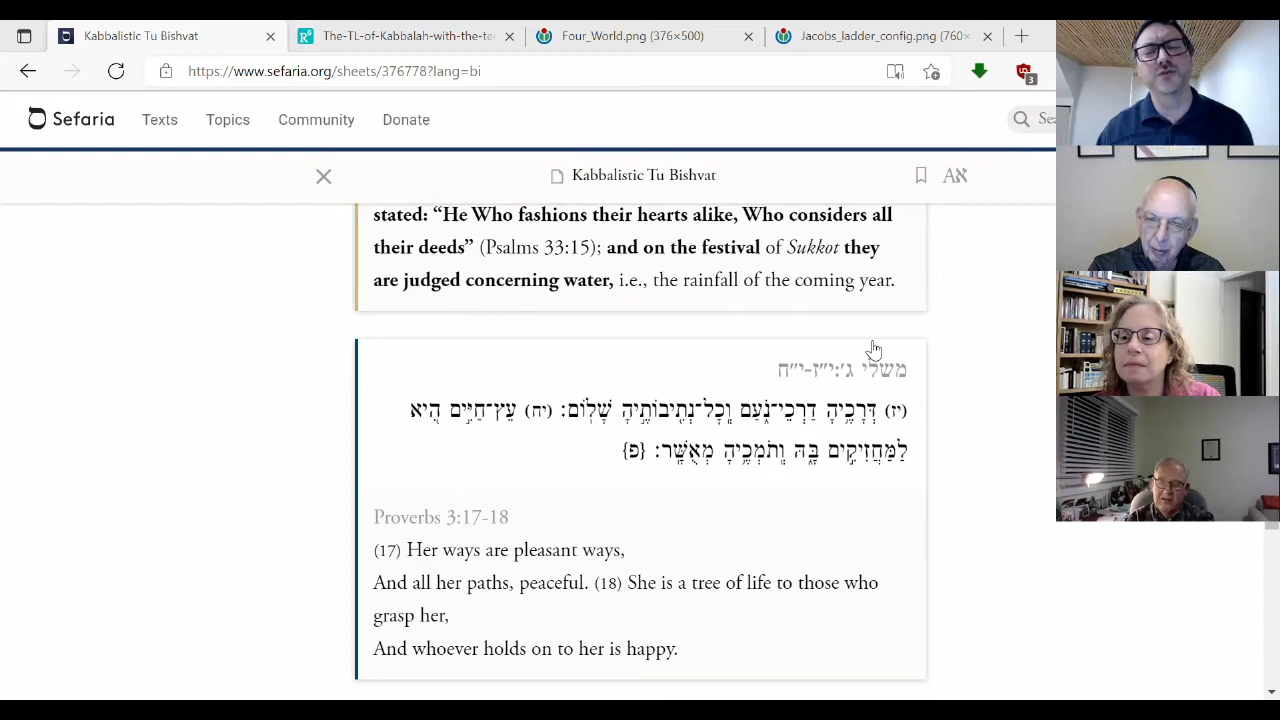 Kabbalistic Tu Bishvat
The-TL-of-Kabbalah-with-the-te
Four_World.png (376×500)
Jacobs_ladder_config.png (760×
https://www.sefaria.org/sheets/376778?lang=bi
3
Sefaria Texts Topics Community Donate
Sea
Kabbalistic Tu Bishvat
Aא
stated: “He Who fashions their hearts alike, Who considers all
their deeds” (Psalms 33:15); and on the festival of Sukkot they
are judged concerning water, i.e., the rainfall of the coming year.
משלי ג׳:י״ז-י״ח
(יז) דְּרָכֶ֥יהָ דַרְכֵי־נֹ֑עַם וְֽכׇל־נְתִ֖יבוֹתֶ֣יהָ שָׁלֽוֹם׃ (יח) עֵץ־חַיִּ֣ים הִ֭יא
לַמַּחֲזִיקִ֣ים בָּ֑הּ וְֽתֹמְכֶ֥יהָ מְאֻשָּֽׁר׃ {פ}
Proverbs 3:17-18
(17) Her ways are pleasant ways,
And all her paths, peaceful. (18) She is a tree of life to those who
grasp her,
And whoever holds on to her is happy.